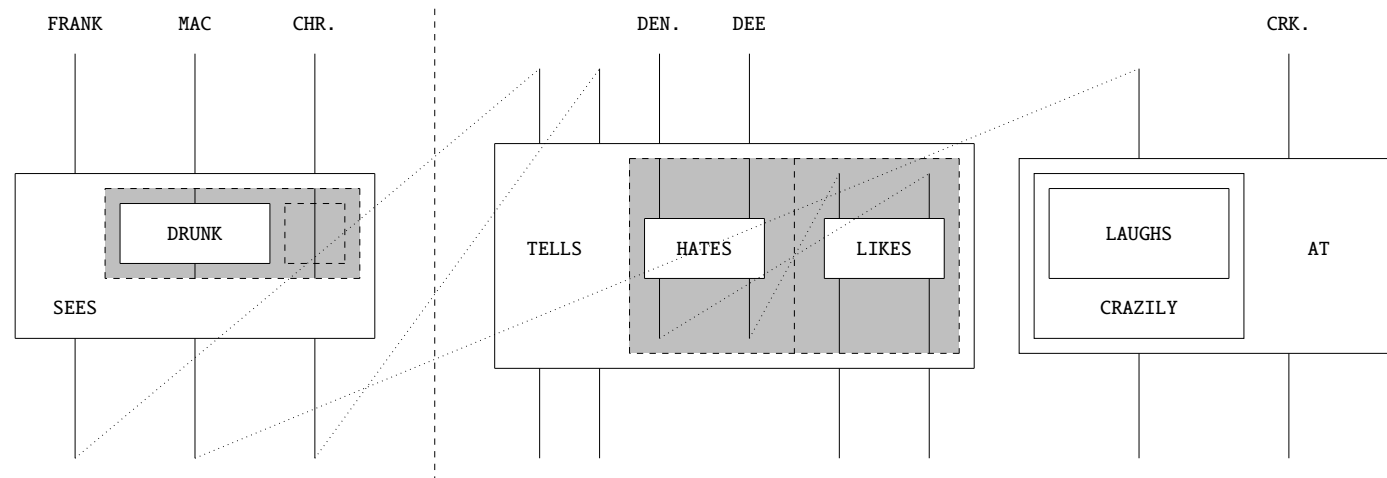 FRANK MAC CHR. DEN. DEE CRK.
DRUNK
SEES
TELLS HATES LIKES
LAUGHS
CRAZILY
AT